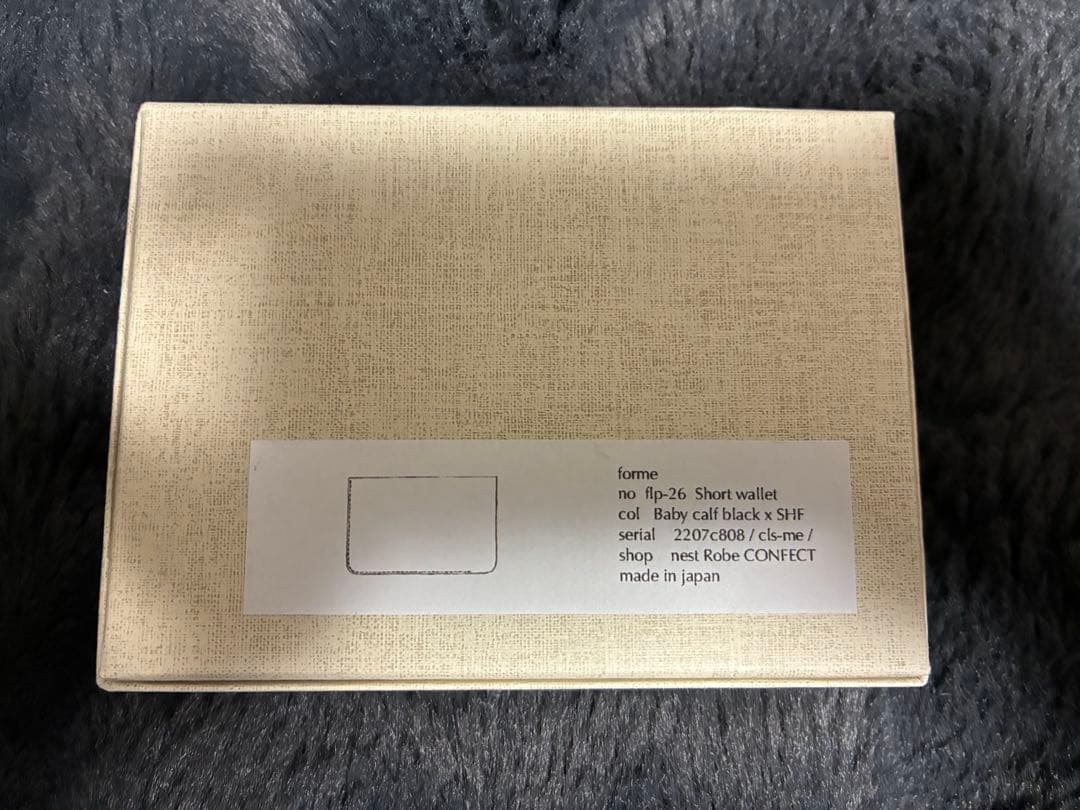 forme
no flp-26 Short wallet
col Baby calf black x SHF
serial 2207c808 / cls-me /
shop nest Robe CONFECT
made in japan